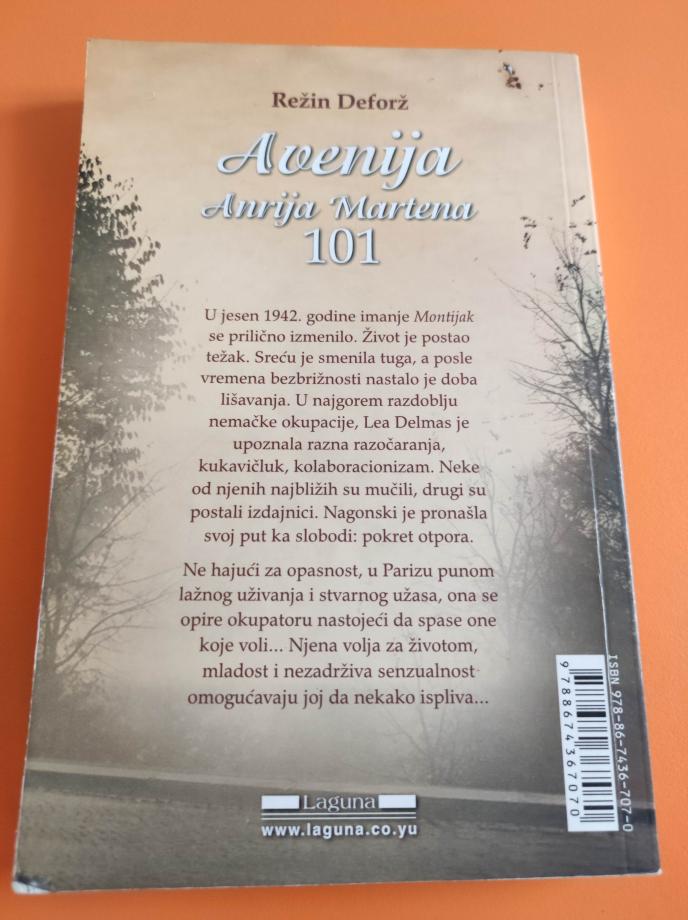 Režin Deforž
Avenija
Anrija Martena
101
U jesen 1942. godine imanje Montijak
se prilično izmenilo. Život je postao
težak. Sreću je smenila tuga, a posle
vremena bezbrižnosti nastalo je doba
lišavanja. U najgorem razdoblju
nemačke okupacije, Lea Delmas je
upoznala razna razočaranja,
kukavičluk, kolaboracionizam. Neke
od njenih najbližih su mučili, drugi su
postali izdajnici. Nagonski je pronašla
svoj put ka slobodi: pokret otpora.
Ne hajući za opasnost, u Parizu punom
lažnog uživanja i stvarnog užasa, ona se
opire okupatoru nastojeći da spase one
koje voli... Njena volja za životom,
mladost i nezadrživa senzualnost
omogućavaju joj da nekako ispliva...
ISBN 978-86-7436-707-0
9788674367070
Laguna
www.laguna.co.yu